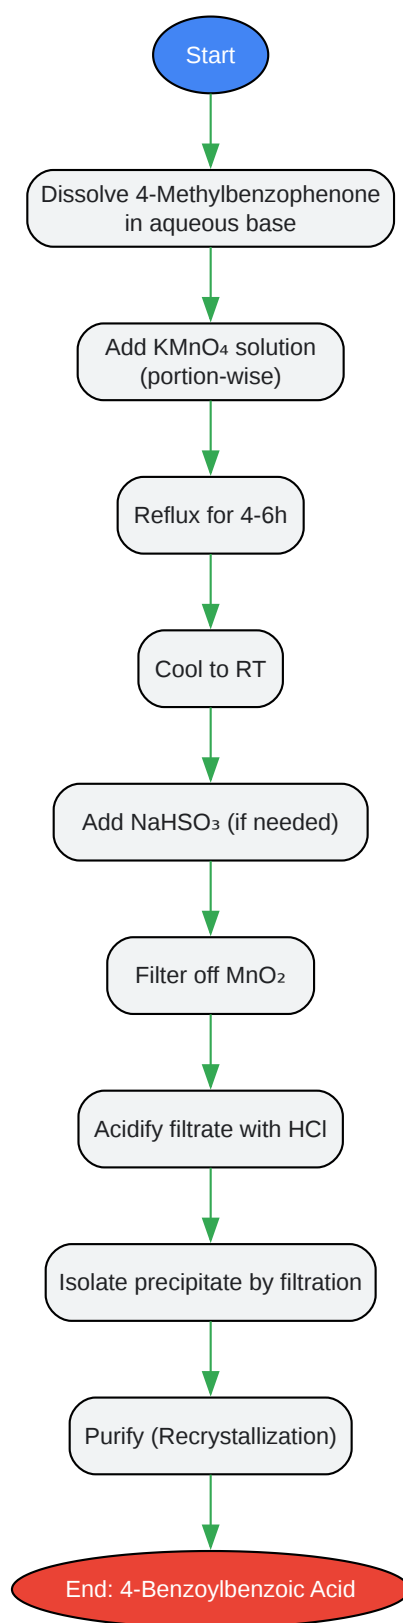 Start
Dissolve 4-Methylbenzophenone
in aqueous base
Add KMnO₄ solution
(portion-wise)
Reflux for 4-6h
Cool to RT
Add NaHSO₃ (if needed)
Filter off MnO₂
Acidify filtrate with HCl
Isolate precipitate by filtration
Purify (Recrystallization)
End: 4-Benzoylbenzoic Acid